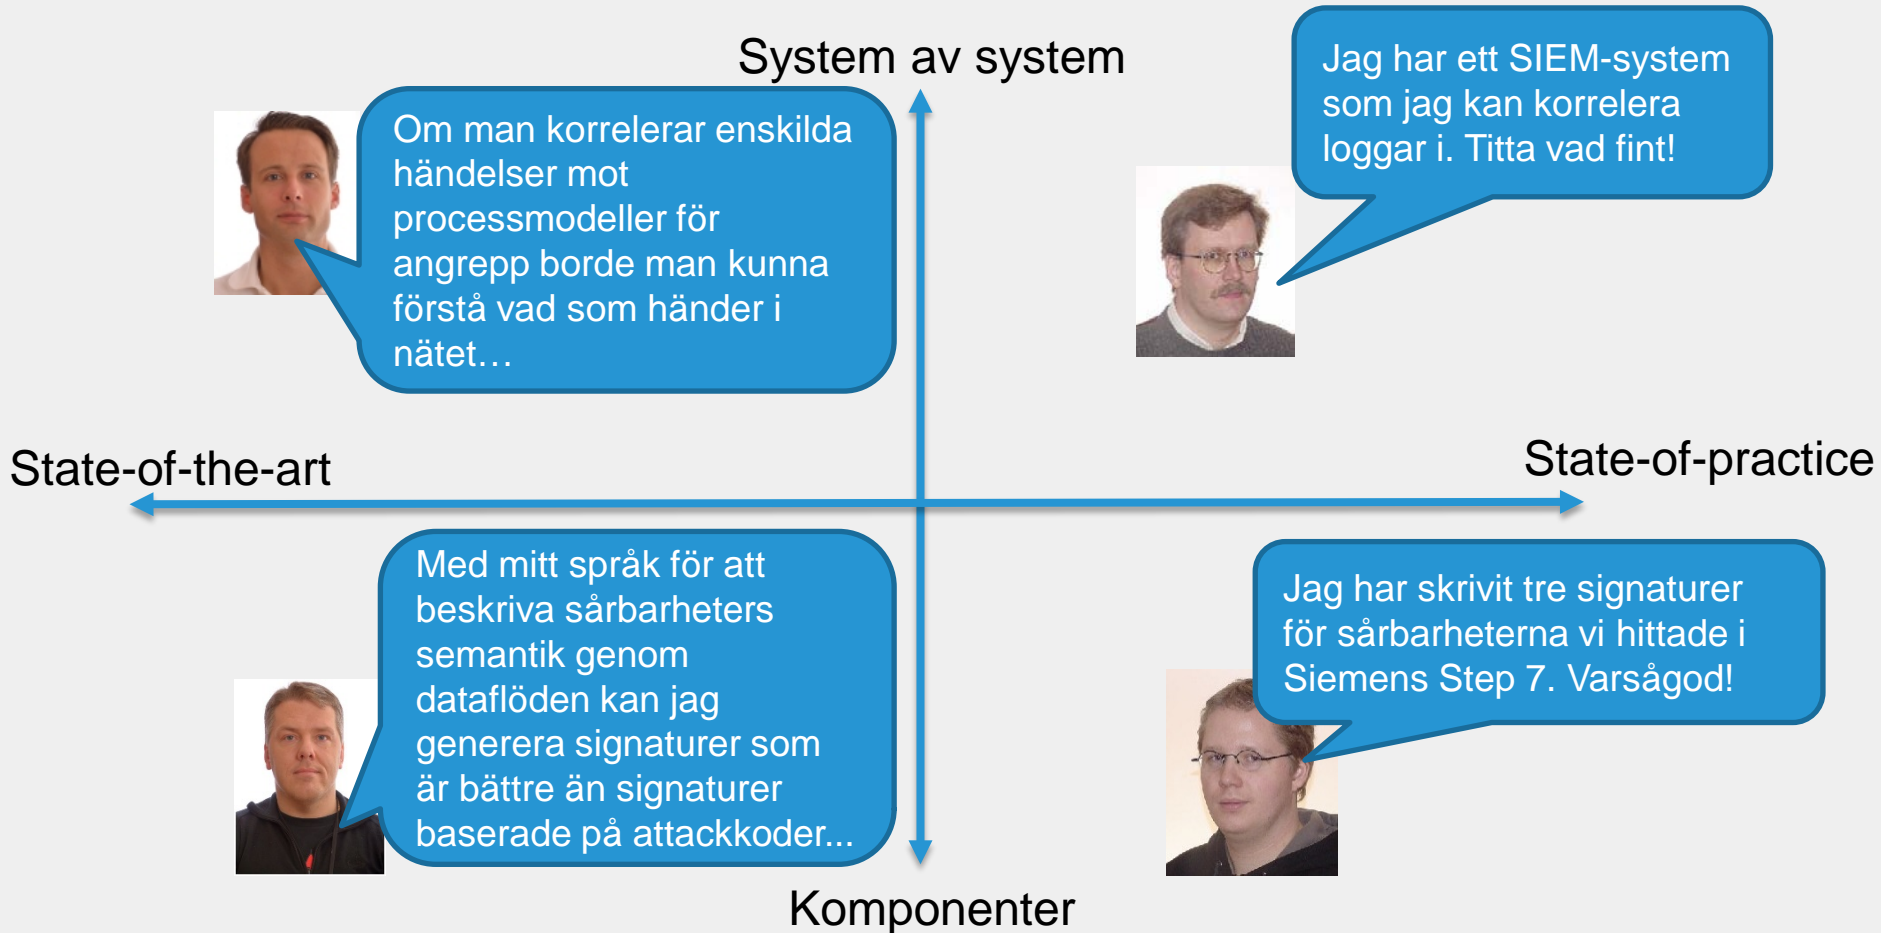 System av system
Om man korrelerar enskilda
händelser mot
processmodeller för
angrepp borde man kunna
förstå vad som händer i
nätet…
Jag har ett SIEM-system
som jag kan korrelera
loggar i. Titta vad fint!
State-of-the-art
State-of-practice
Med mitt språk för att
beskriva sårbarheters
semantik genom
dataflöden kan jag
generera signaturer som
är bättre än signaturer
baserade på attackkoder...
Jag har skrivit tre signaturer
för sårbarheterna vi hittade i
Siemens Step 7. Varsågod!
Komponenter